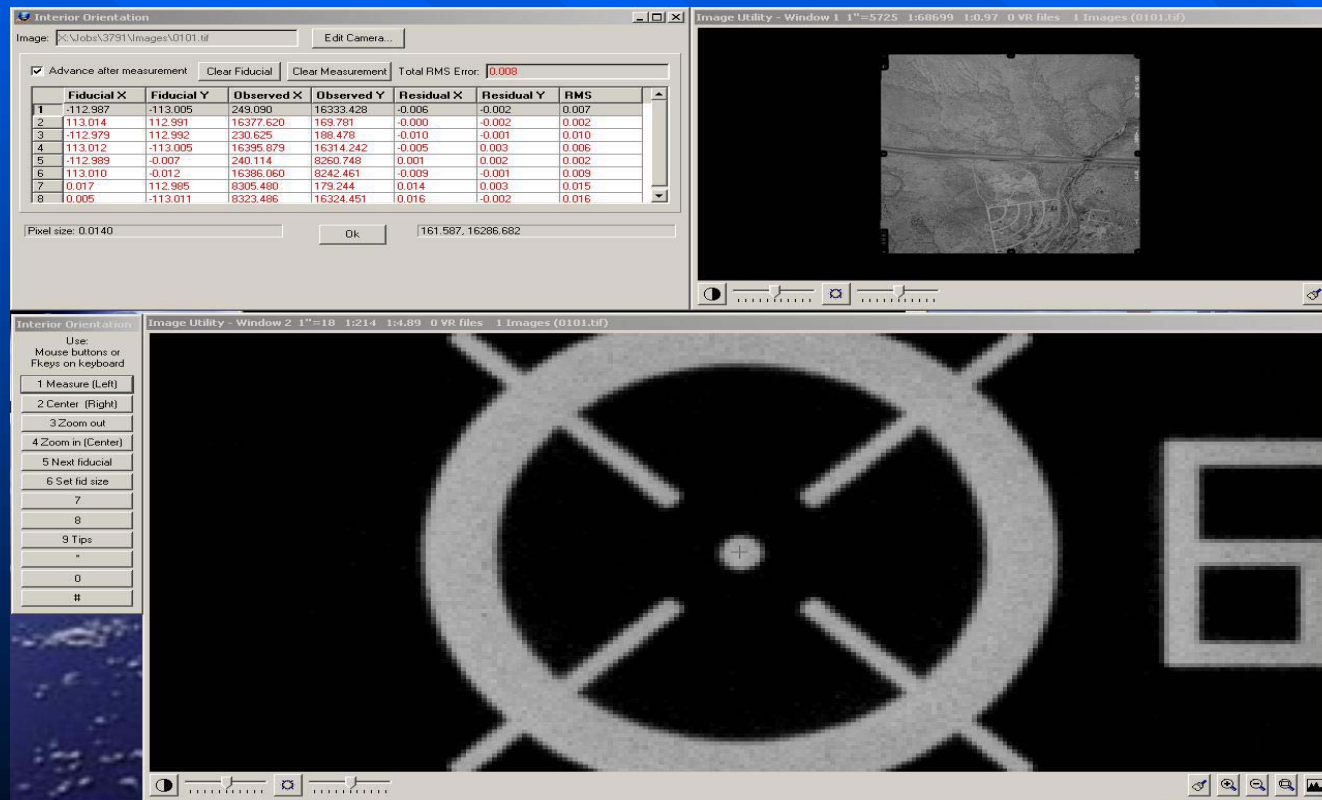 Interior Orientation
Image: X:\Jobs\3791\Images\0101.tif Edit Camera...
Advance after measurement Clear Fiducial Clear Measurement Total RMS Error: 0.008
Fiducial X Fiducial Y Observed X Observed Y Residual X Residual Y RMS
1 -112.987 -113.005 249.090 16333.428 -0.006 -0.002 0.007
2 113.014 112.991 16377.620 169.781 -0.000 -0.002 0.002
3 -112.979 112.992 230.625 188.478 -0.010 -0.001 0.010
4 113.012 -113.005 16395.879 16314.242 -0.005 0.003 0.006
5 -112.989 -0.007 240.114 8260.748 0.001 0.002 0.002
6 113.010 -0.012 16386.060 8242.461 -0.009 -0.001 0.009
7 0.017 112.985 8305.480 179.244 0.014 0.003 0.015
8 0.005 -113.011 8323.486 16324.451 0.016 -0.002 0.016
Pixel size: 0.0140 Ok 161.587, 16286.682
Image Utility - Window 1 1"=5725 1:68699 1:0.97 0 VR files 1 Images (0101.tif)
Interior Orientation
Use:
Mouse buttons or
Fkeys on keyboard
1 Measure (Left)
2 Center (Right)
3 Zoom out
4 Zoom in (Center)
5 Next fiducial
6 Set fid size
7
8
9 Tips
*
0
#
Image Utility - Window 2 1"=18 1:214 1:4.89 0 VR files 1 Images (0101.tif)
6